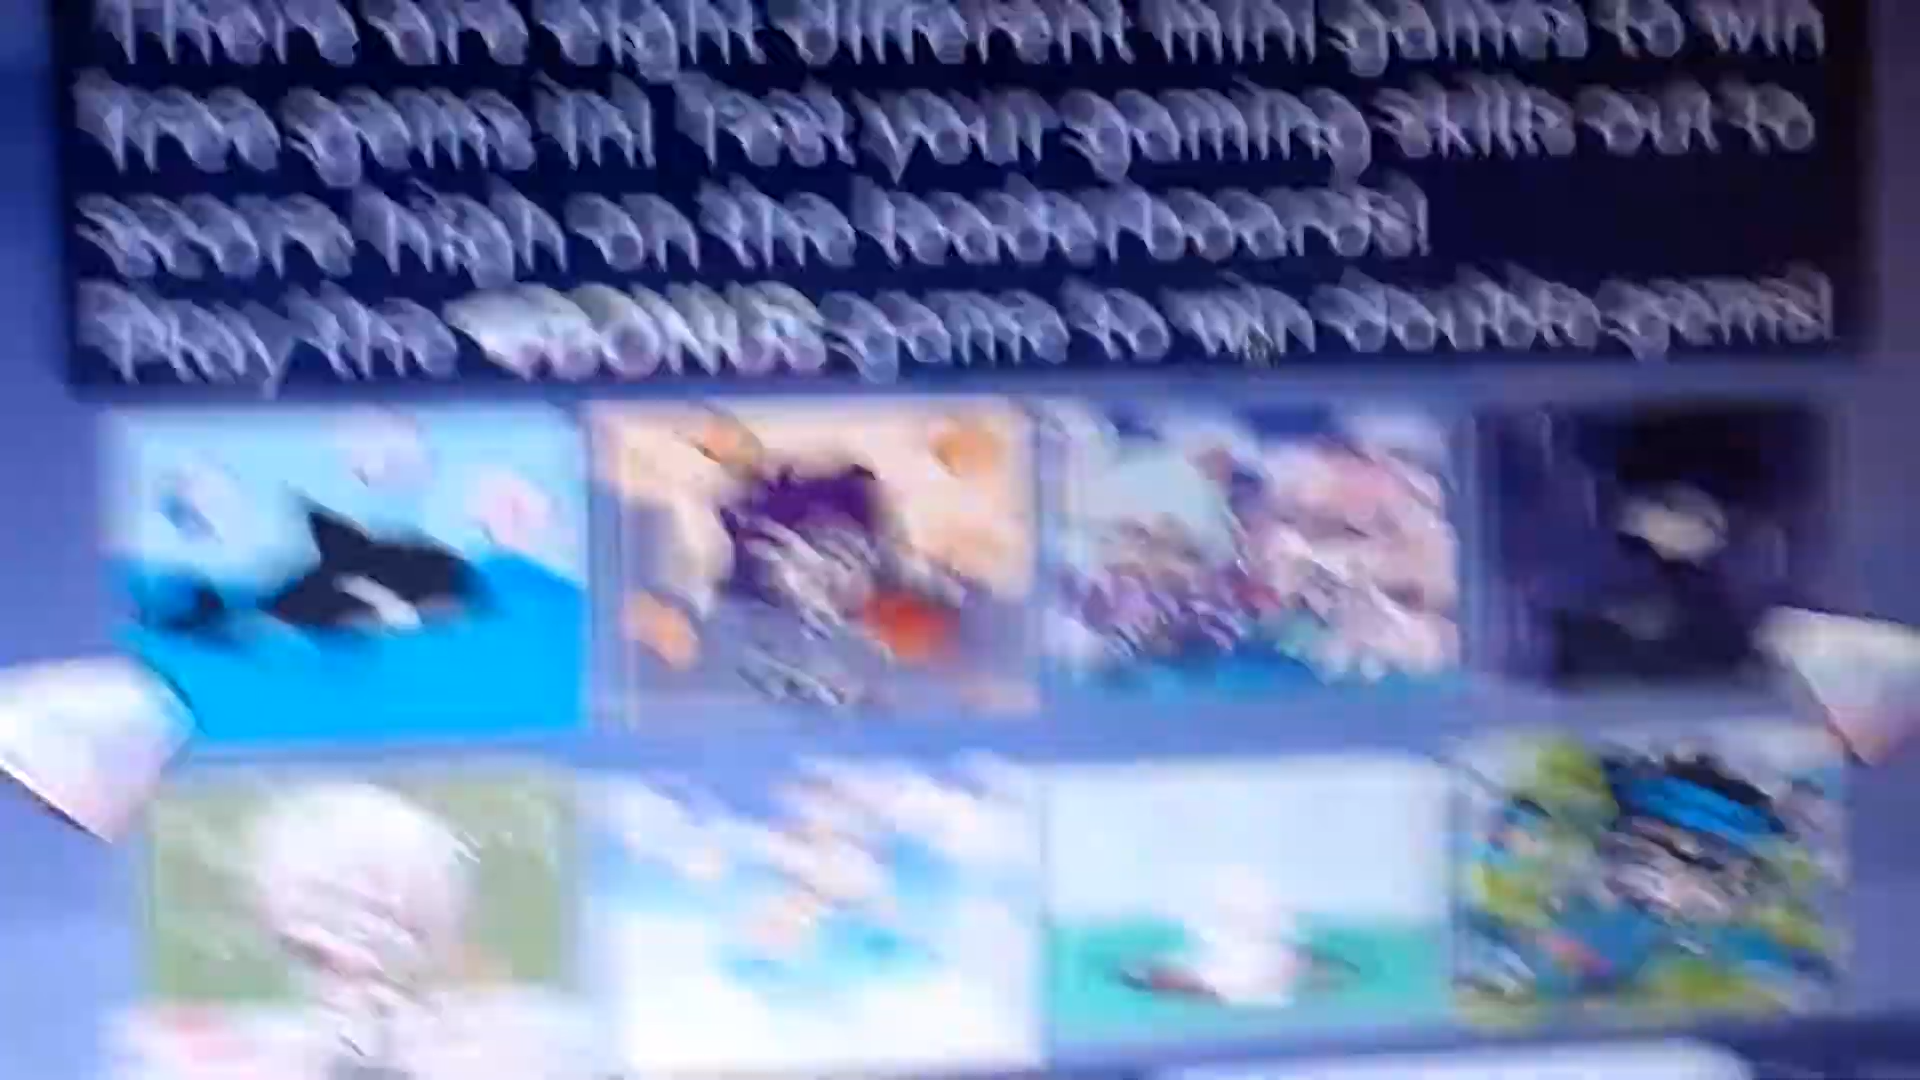 There are eight different mini games to win
free gems in! Test your gaming skills out to
score high on the leaderboards!
Play the BONUS game to win double gems!